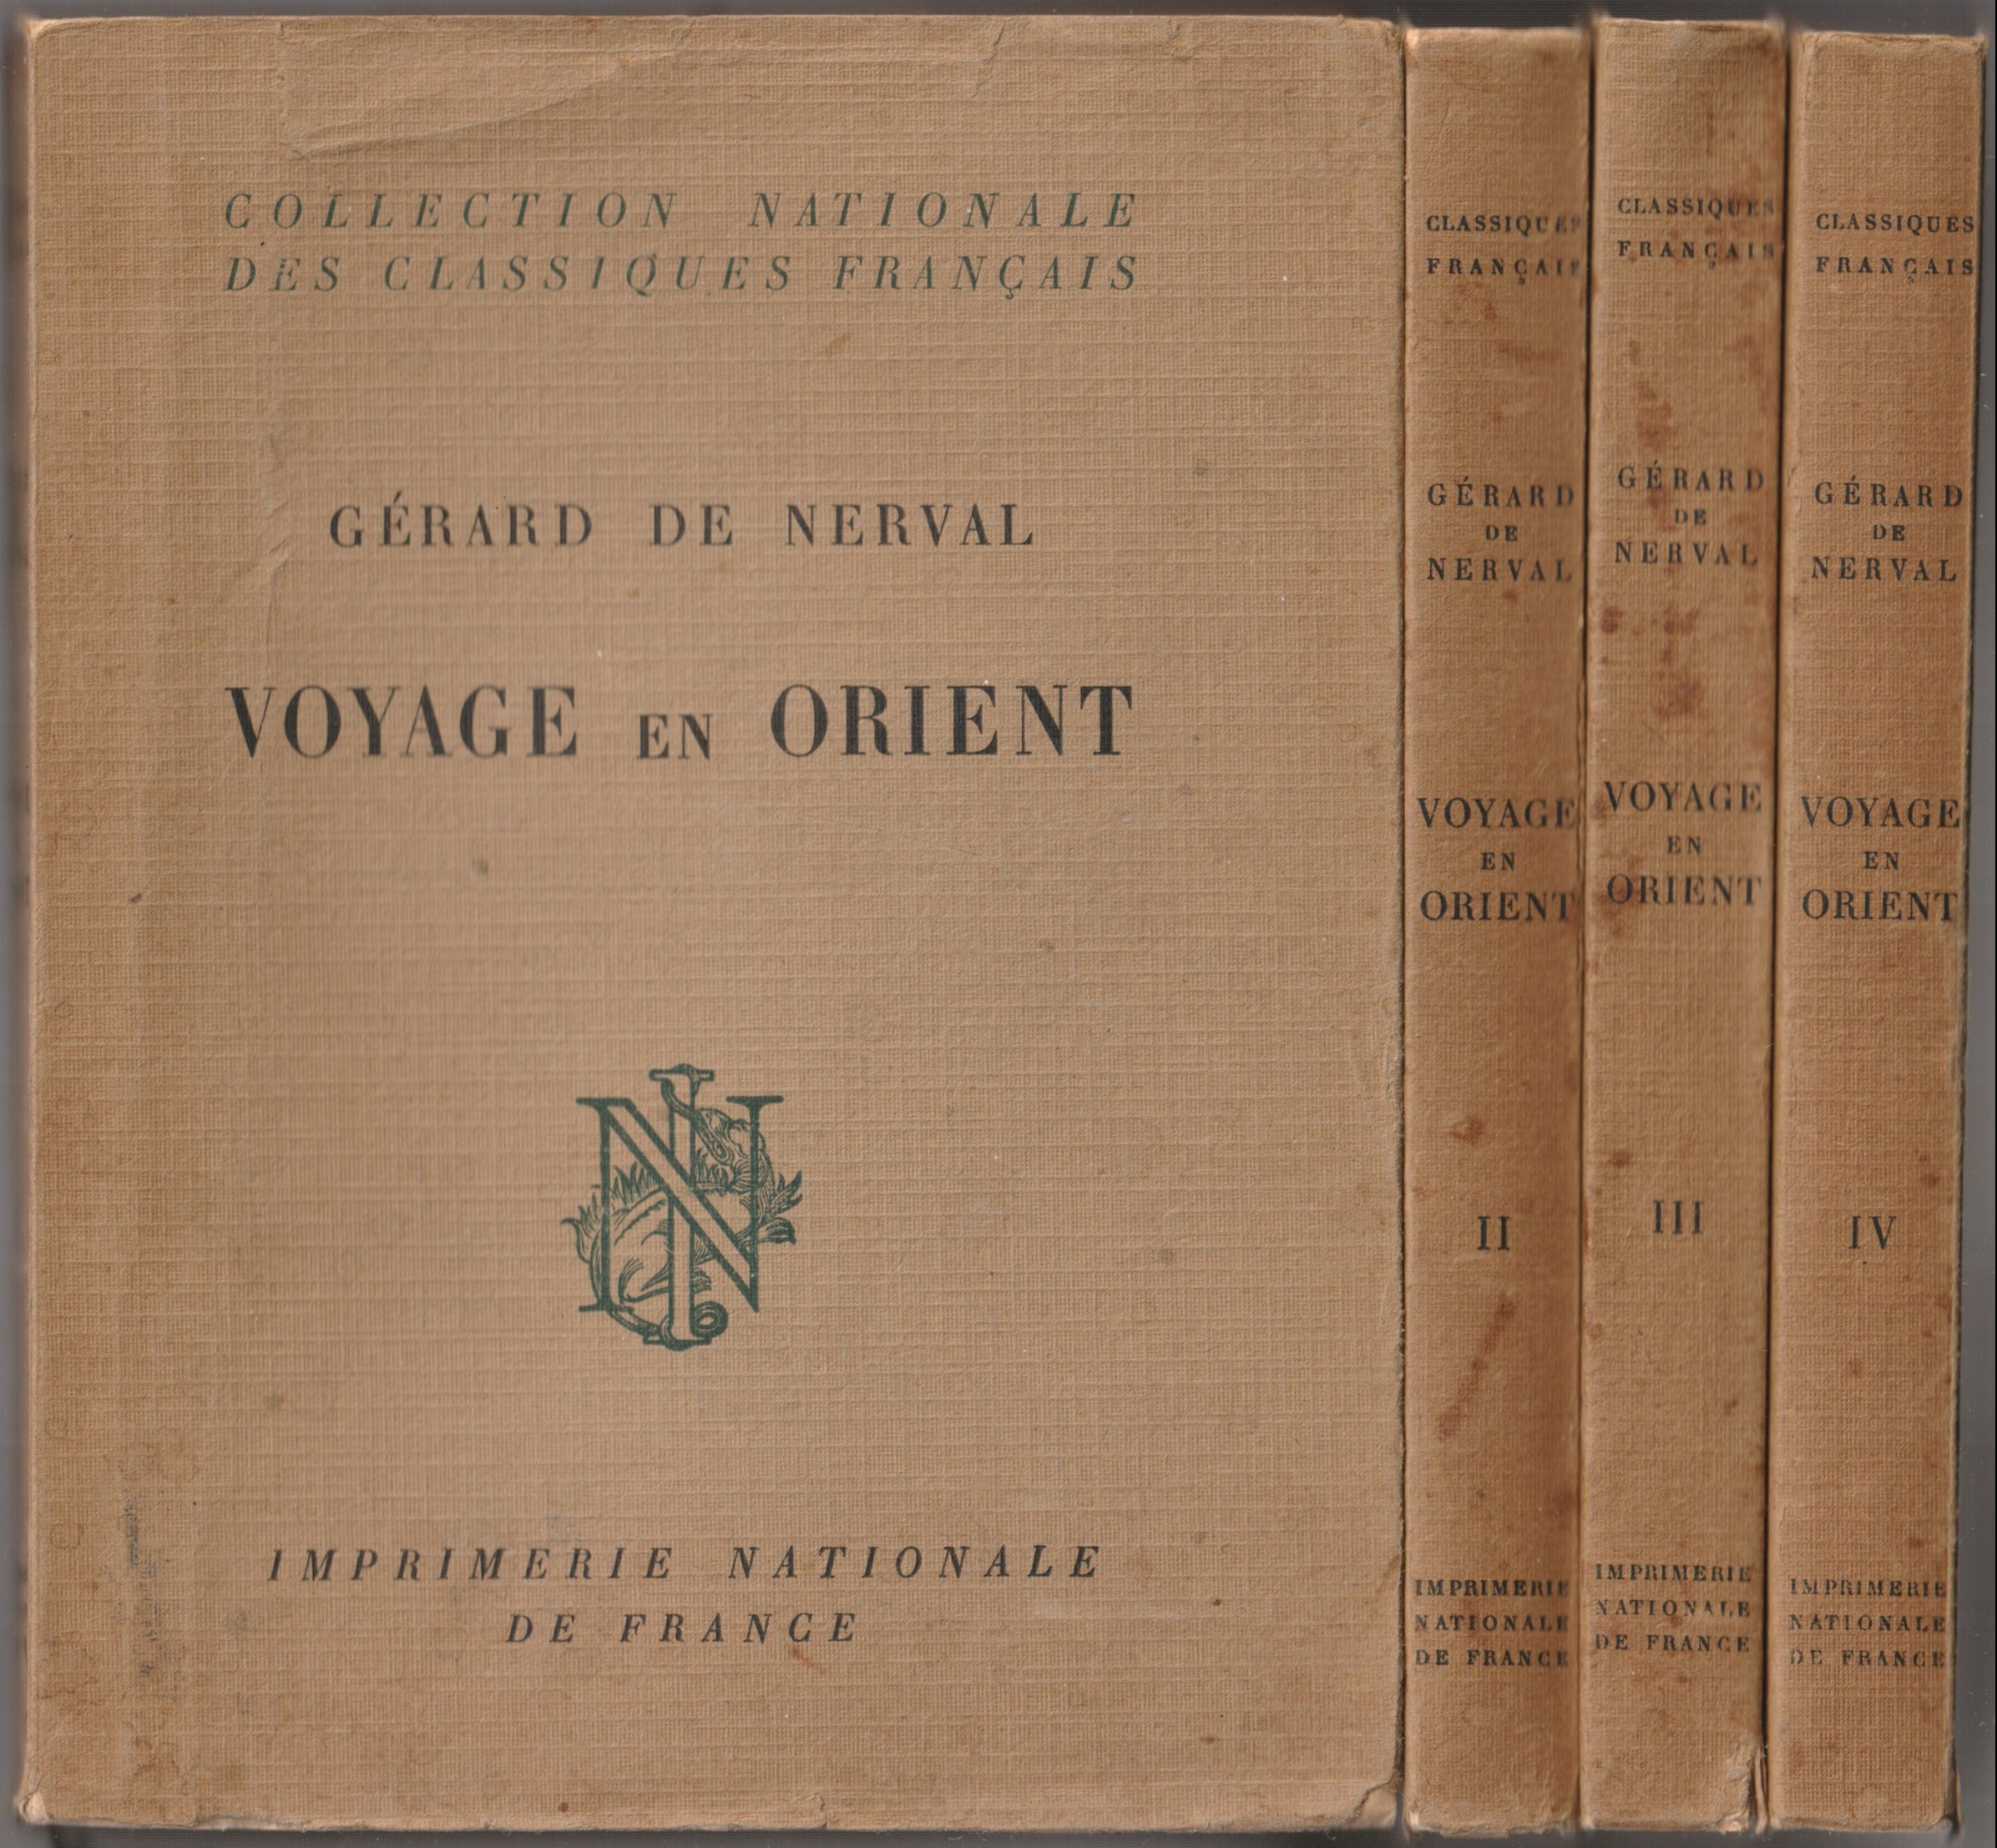 COLLECTION NATIONALE
DES CLASSIQUES FRANÇAIS
GÉRARD DE NERVAL
VOYAGE EN ORIENT
IN
IMPRIMERIE NATIONALE
DE FRANCE
CLASSIQUES
FRANÇAIS
GÉRARD
DE
NERVAL
VOYAGE
EN
ORIENT
II
IMPRIMERIE
NATIONALE
DE FRANCE
CLASSIQUES
FRANÇAIS
GÉRARD
DE
NERVAL
VOYAGE
EN
ORIENT
III
IMPRIMERIE
NATIONALE
DE FRANCE
CLASSIQUES
FRANÇAIS
GÉRARD
DE
NERVAL
VOYAGE
EN
ORIENT
IV
IMPRIMERIE
NATIONALE
DE FRANCE